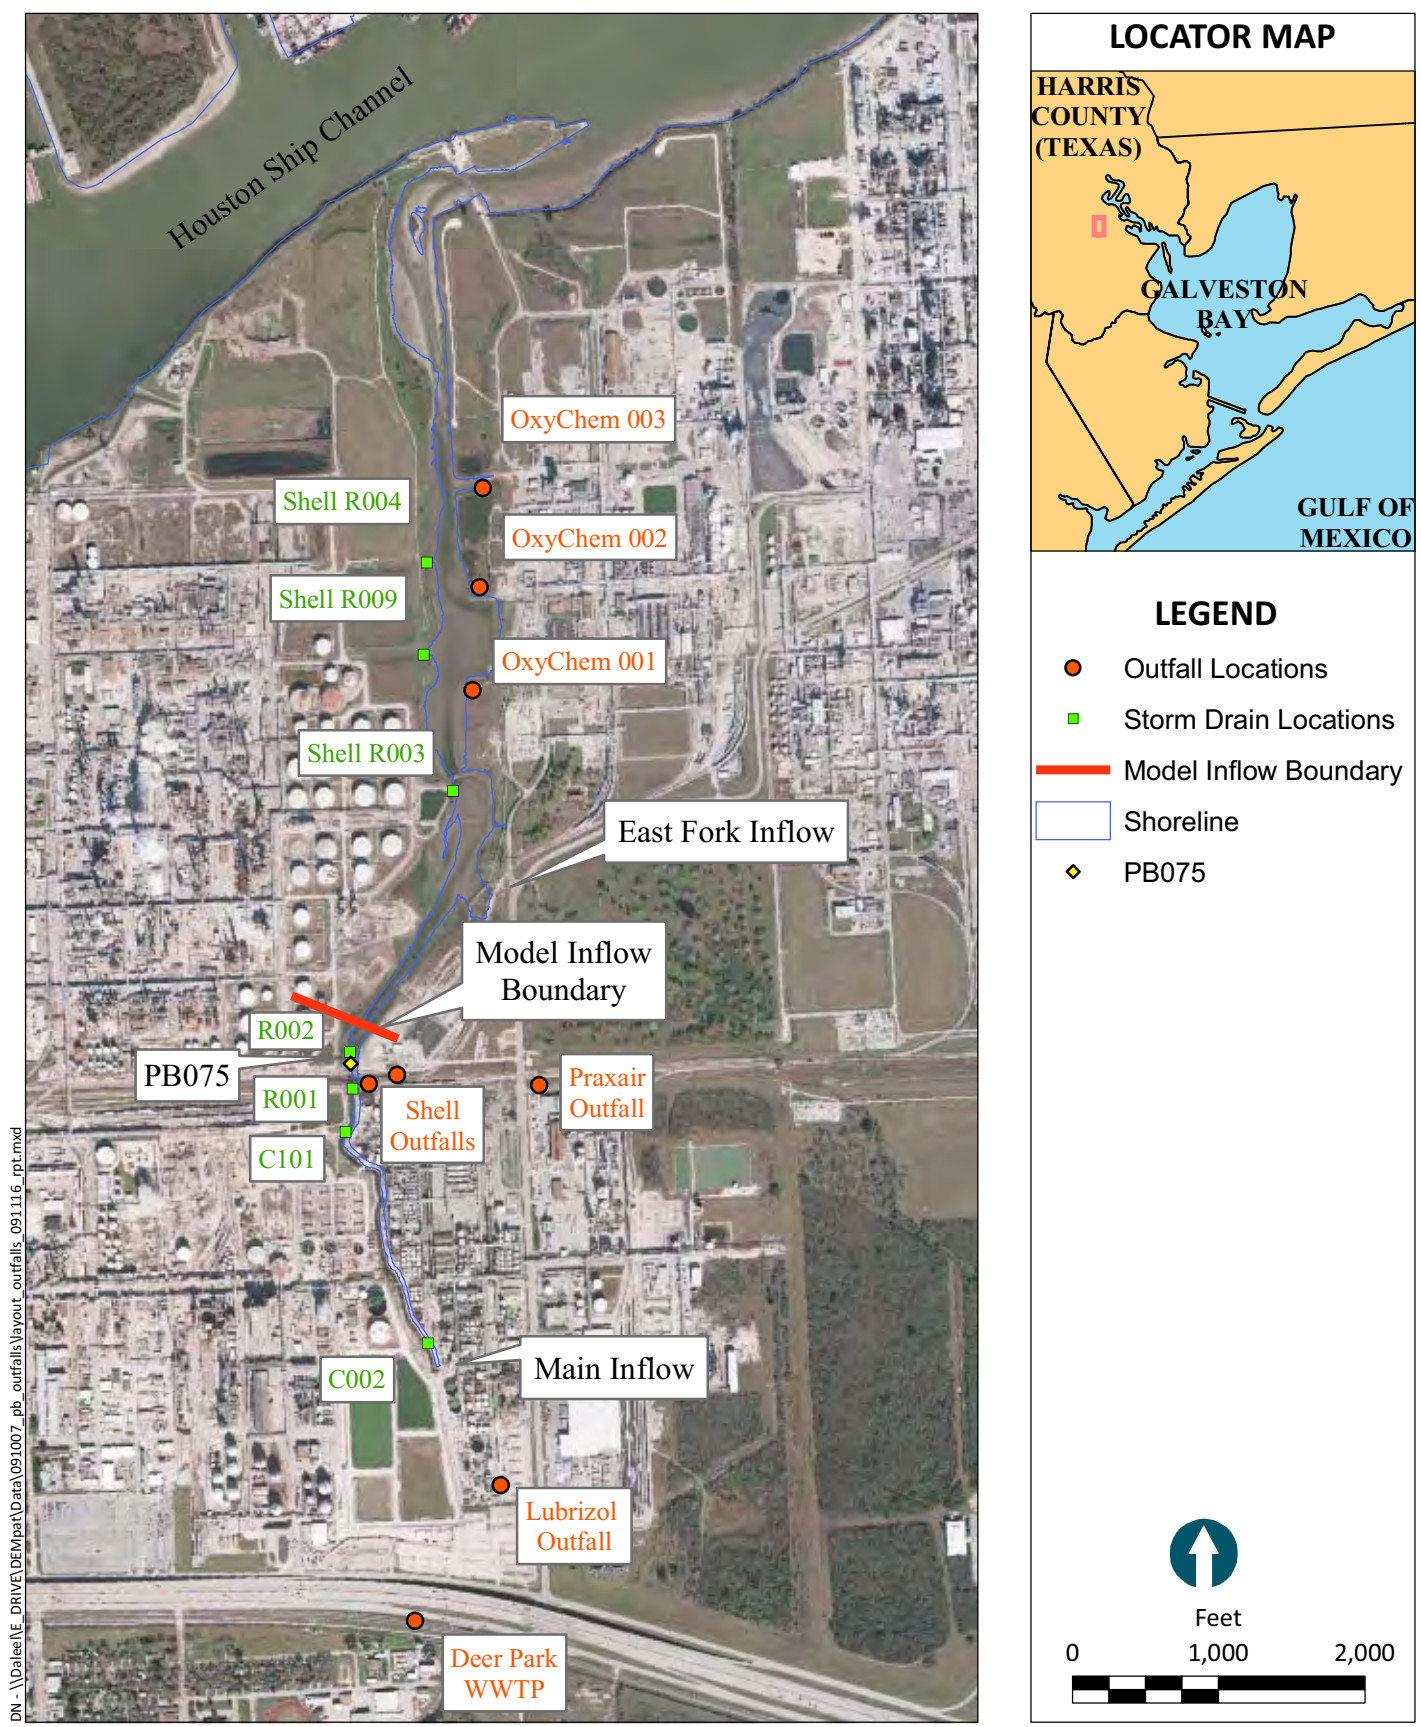 Houston Ship Channel
OxyChem 003
Shell R004
OxyChem 002
Shell R009
OxyChem 001
Shell R003
East Fork Inflow
Model Inflow
Boundary
R002
PB075
R001
Shell
Outfalls
Praxair
Outfall
C101
Main Inflow
C002
Lubrizol
Outfall
Deer Park
WWTP
DN - \\Dalee\E_DRIVE\DEMpat\Data\091007_pb_outfalls\layout_outfalls_091116_rpt.mxd
LOCATOR MAP
HARRIS
COUNTY
(TEXAS)
GALVESTON
BAY
GULF OF
MEXICO
LEGEND
Outfall Locations
Storm Drain Locations
Model Inflow Boundary
Shoreline
PB075
Feet
0 1,000 2,000